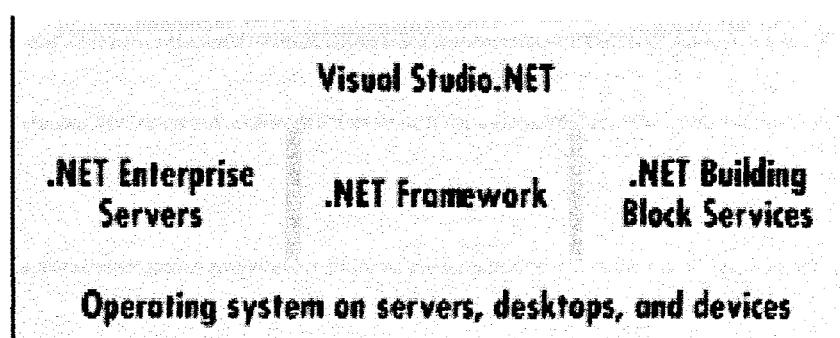 Visual Studio.NET
.NET Enterprise
Servers
.NET Framework
.NET Building
Block Services
Operating system on servers, desktops, and devices